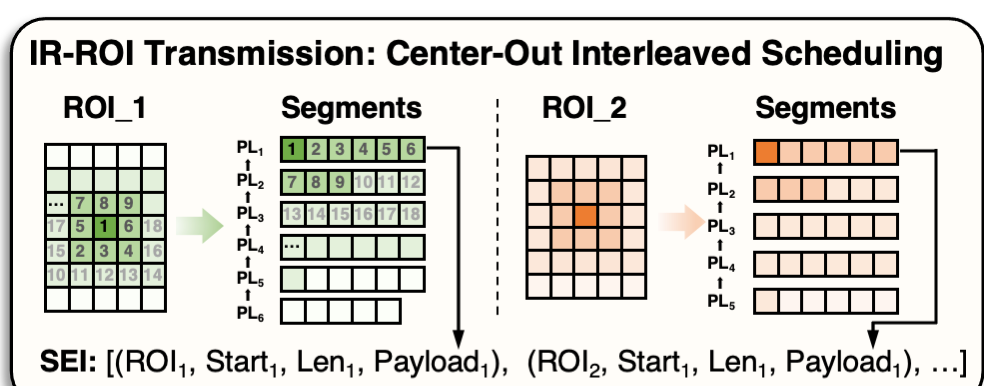 IR-ROI Transmission: Center-Out Interleaved Scheduling
ROI_1
Segments
ROI_2
Segments
... 7 8 9
17 5 1 6 18
15 2 3 4 16
10 11 12 13 14
PL₁ 1 2 3 4 5 6
PL₂ 7 8 9 10 11 12
PL₃ 13 14 15 16 17 18
PL₄ ...
PL₅
PL₆
PL₁
PL₂
PL₃
PL₄
PL₅
SEI: [(ROI₁, Start₁, Len₁, Payload₁), (ROI₂, Start₁, Len₁, Payload₁), ...]